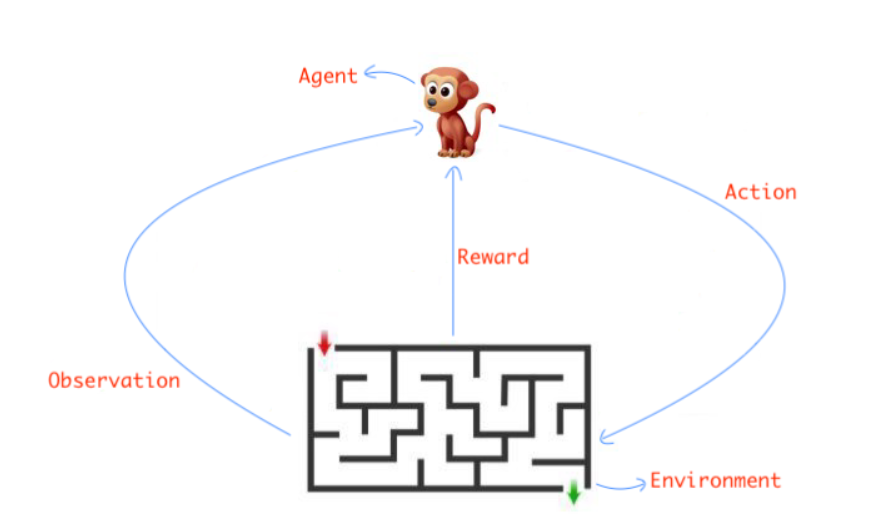 Agent
Action
Reward
Observation
Environment